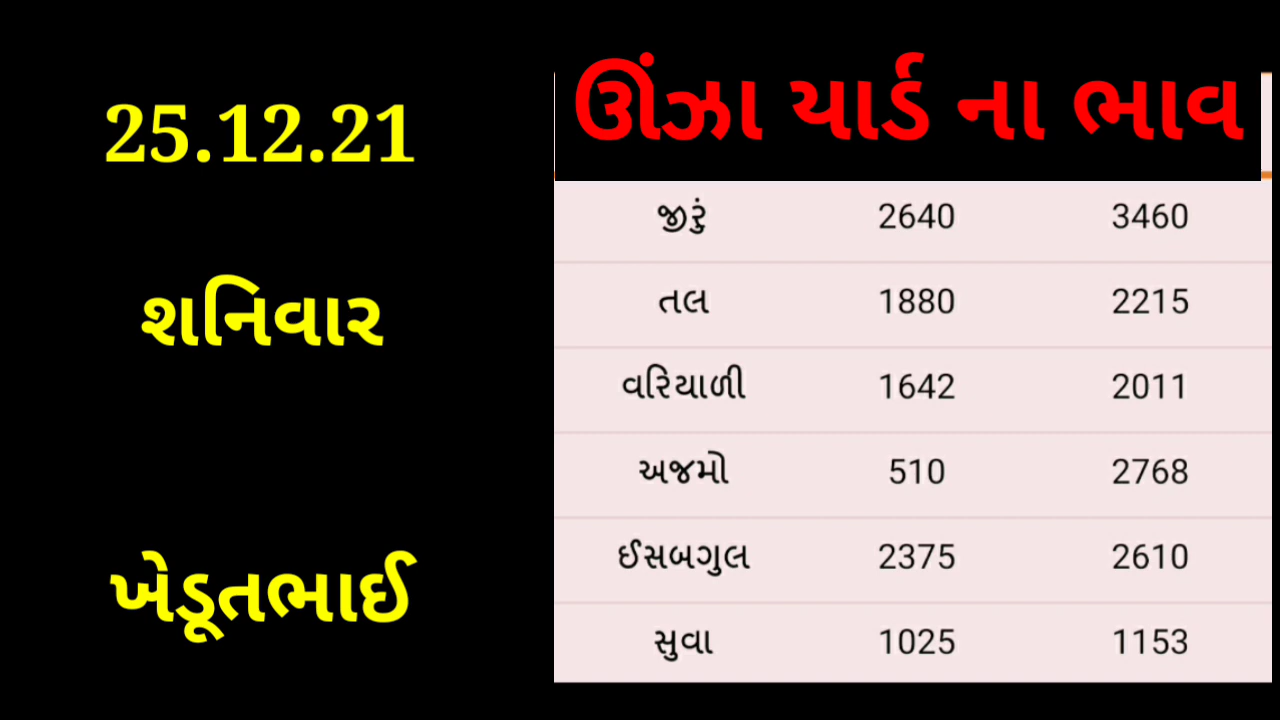 25.12.21
શનિવાર
ખેડૂતભાઈ
ઊંઝા યાર્ડ ના ભાવ
જીરું 2640 3460
તલ 1880 2215
વરિયાળી 1642 2011
અજમો 510 2768
ઈસબગુલ 2375 2610
સુવા 1025 1153